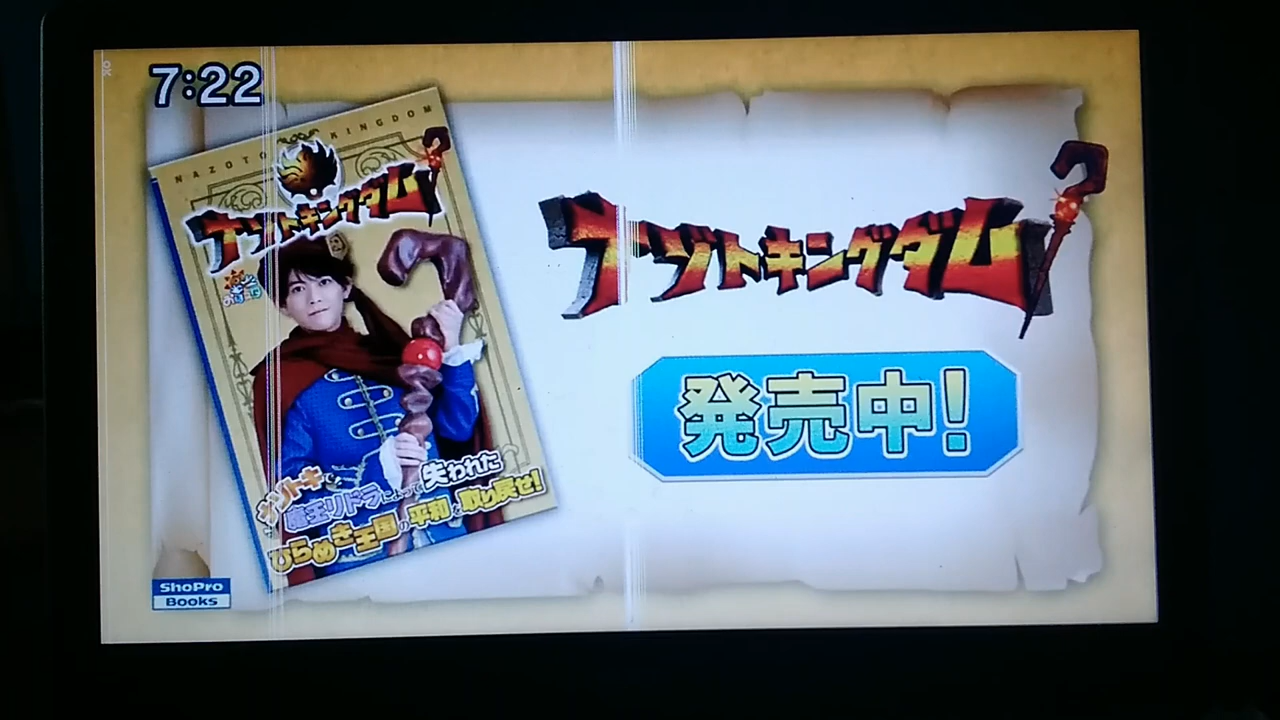 7:22
NAZOTO KINGDOM
ナゾトキングダム
ナゾトキで
魔王リドラによって失われた
ひらめき王国の平和を取り戻せ!
ナゾトキングダム
発売中!
ShoPro
Books